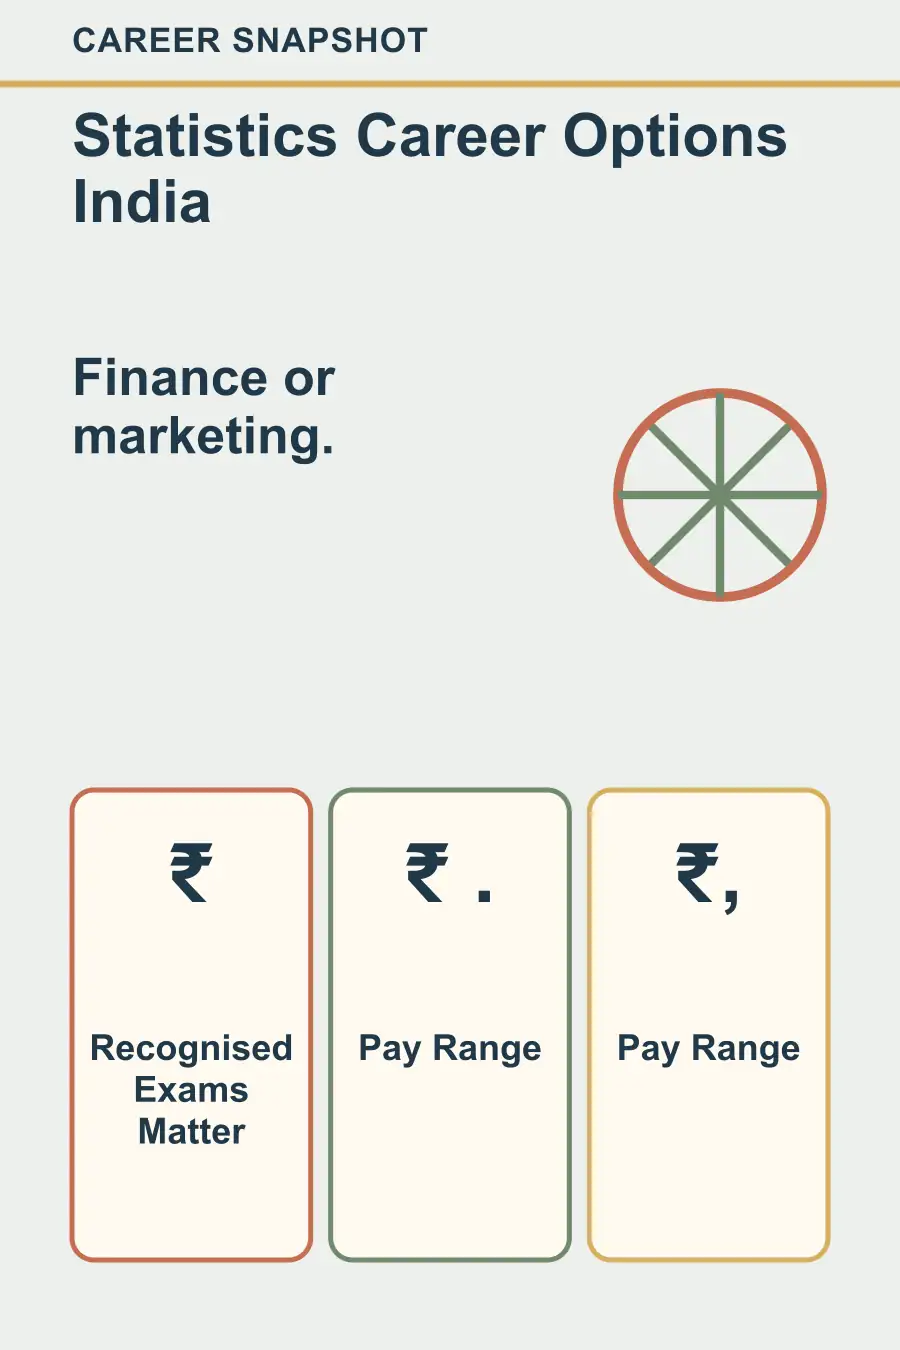 CAREER SNAPSHOT
Statistics Career Options
India
Finance or
marketing.
₹
₹ .
₹,
Recognised
Exams
Matter
Pay Range
Pay Range